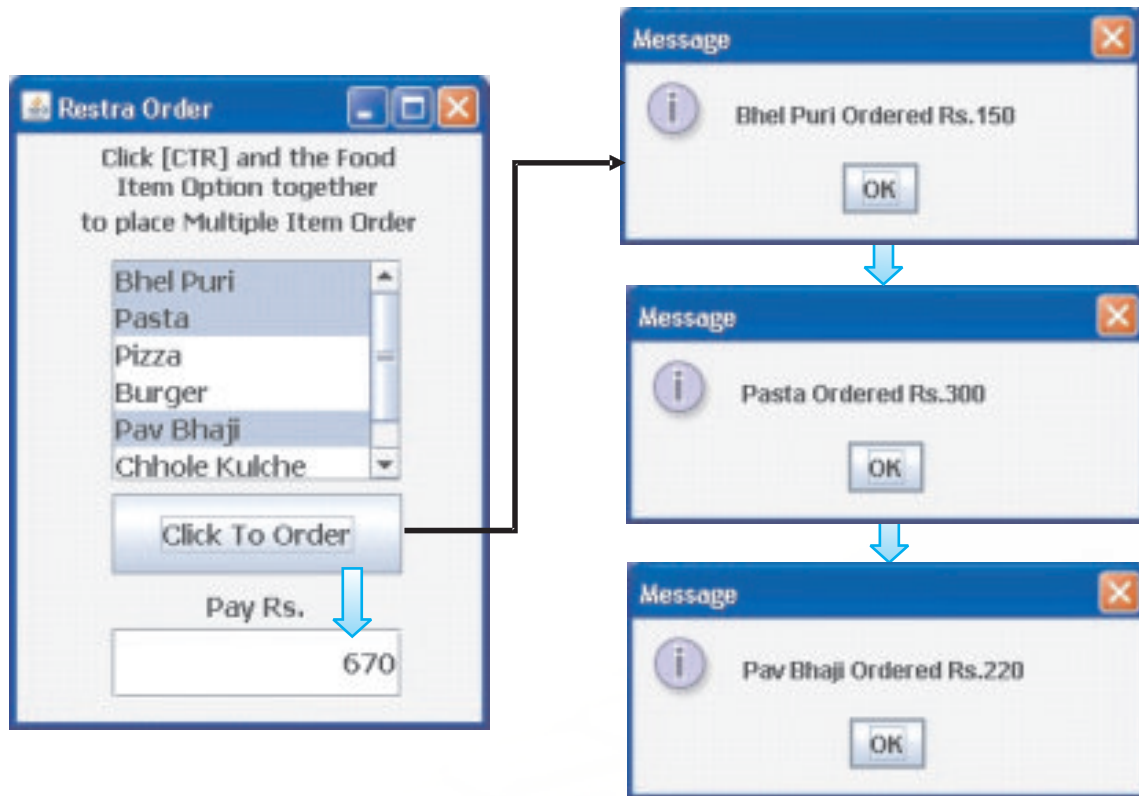 Restra Order
Click [CTR] and the Food
Item Option together
to place Multiple Item Order
Bhel Puri
Pasta
Pizza
Burger
Pav Bhaji
Chhole Kulche
Click To Order
Pay Rs.
670
Message
Bhel Puri Ordered Rs.150
OK
Message
Pasta Ordered Rs.300
OK
Message
Pav Bhaji Ordered Rs.220
OK